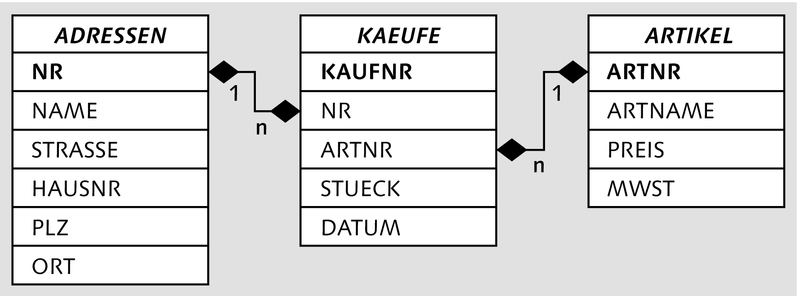 ADRESSEN
NR
NAME
STRASSE
HAUSNR
PLZ
ORT
1
n
KAEUFE
KAUFNR
NR
ARTNR
STUECK
DATUM
1
n
ARTIKEL
ARTNR
ARTNAME
PREIS
MWST